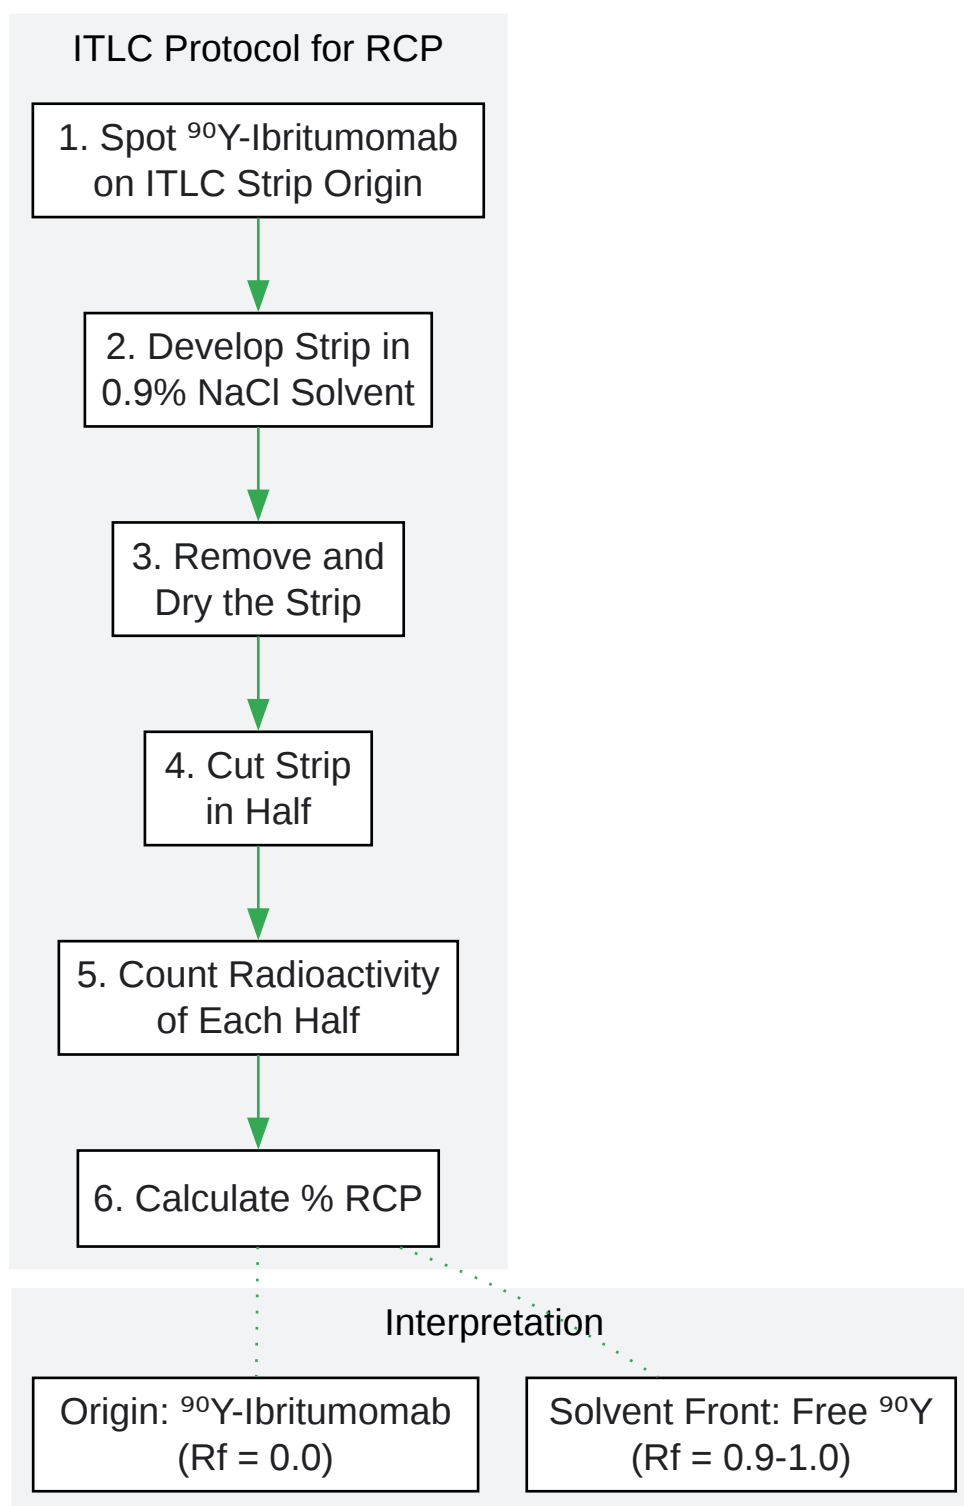 ITLC Protocol for RCP
1. Spot ⁹⁰Y-Ibritumomab
on ITLC Strip Origin
2. Develop Strip in
0.9% NaCl Solvent
3. Remove and
Dry the Strip
4. Cut Strip
in Half
5. Count Radioactivity
of Each Half
6. Calculate % RCP
Interpretation
Origin: ⁹⁰Y-Ibritumomab
(Rf = 0.0)
Solvent Front: Free ⁹⁰Y
(Rf = 0.9-1.0)